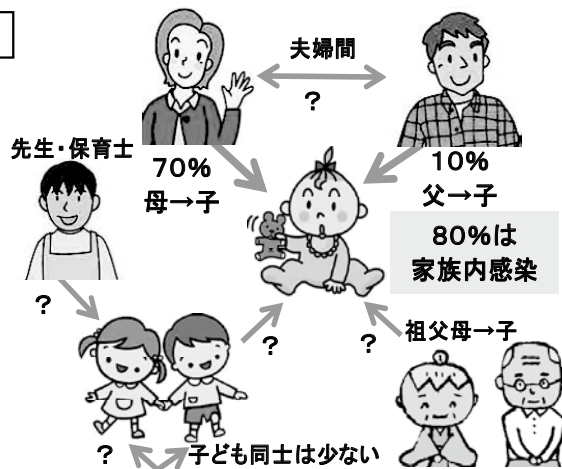 夫婦間
?
先生・保育士
70%
母→子
10%
父→子
80%は
家族内感染
?
?
?
祖父母→子
?
子ども同士は少ない